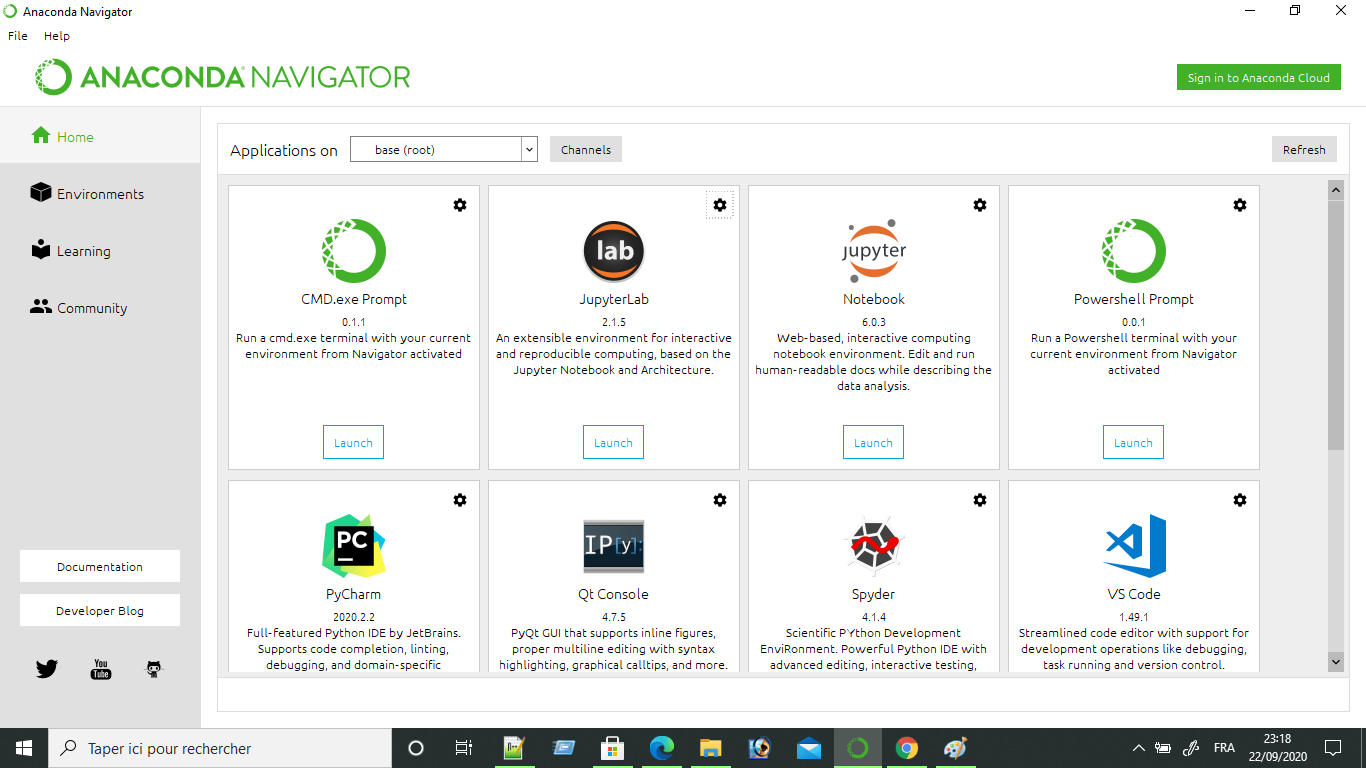 Anaconda Navigator
File Help
ANACONDA NAVIGATOR
Sign in to Anaconda Cloud
Home
Environments
Learning
Community
Documentation
Developer Blog
You
Tube
Applications on base (root) Channels Refresh
CMD.exe Prompt
0.1.1
Run a cmd.exe terminal with your current
environment from Navigator activated
Launch
lab
JupyterLab
2.1.5
An extensible environment for interactive
and reproducible computing, based on the
Jupyter Notebook and Architecture.
Launch
jupyter
Notebook
6.0.3
Web-based, interactive computing
notebook environment. Edit and run
human-readable docs while describing the
data analysis.
Launch
Powershell Prompt
0.0.1
Run a Powershell terminal with your
current environment from Navigator
activated
Launch
PC
PyCharm
2020.2.2
Full-featured Python IDE by JetBrains.
Supports code completion, linting,
debugging, and domain-specific
IP[y]:
Qt Console
4.7.5
PyQt GUI that supports inline figures,
proper multiline editing with syntax
highlighting, graphical calltips, and more.
Spyder
4.1.4
Scientific PYthon Development
EnviRonment. Powerful Python IDE with
advanced editing, interactive testing,
VS Code
1.49.1
Streamlined code editor with support for
development operations like debugging,
task running and version control.
Taper ici pour rechercher
FRA
23:18
22/09/2020